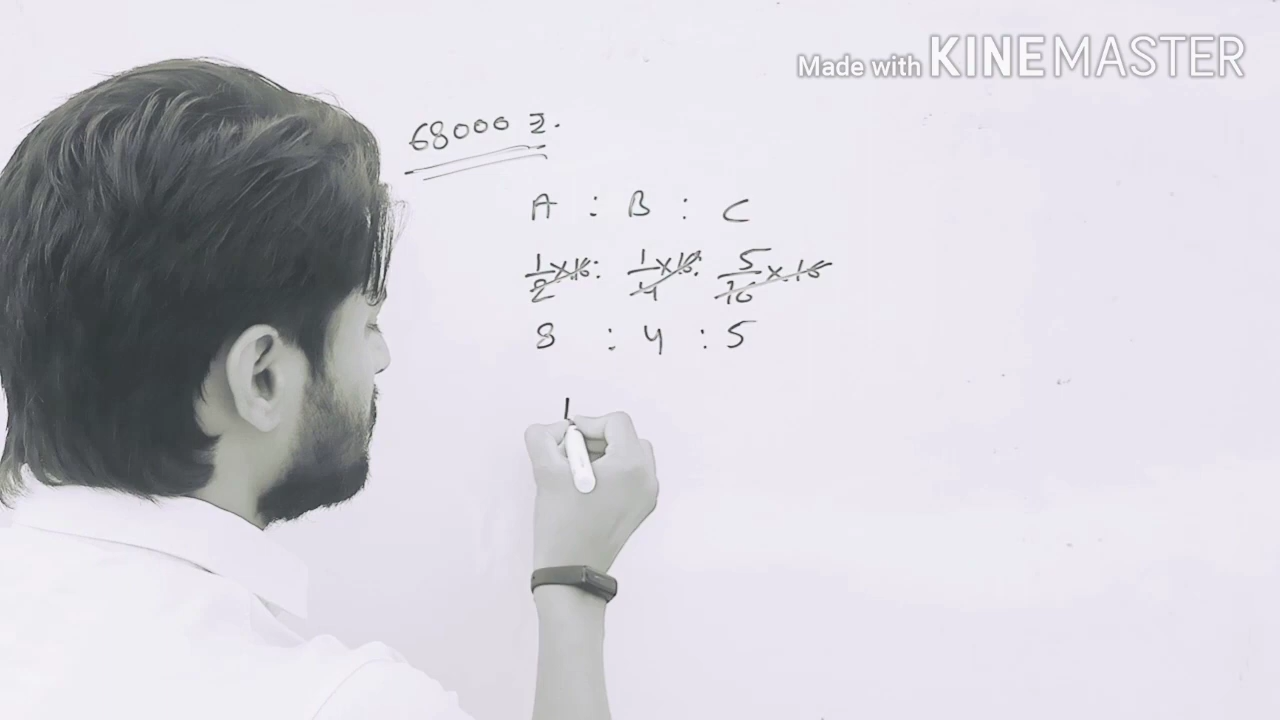 Made with KINEMASTER
68000 रु.
A : B : C
1/2 × 16 : 1/4 × 16 : 5/16 × 16
8 : 4 : 5